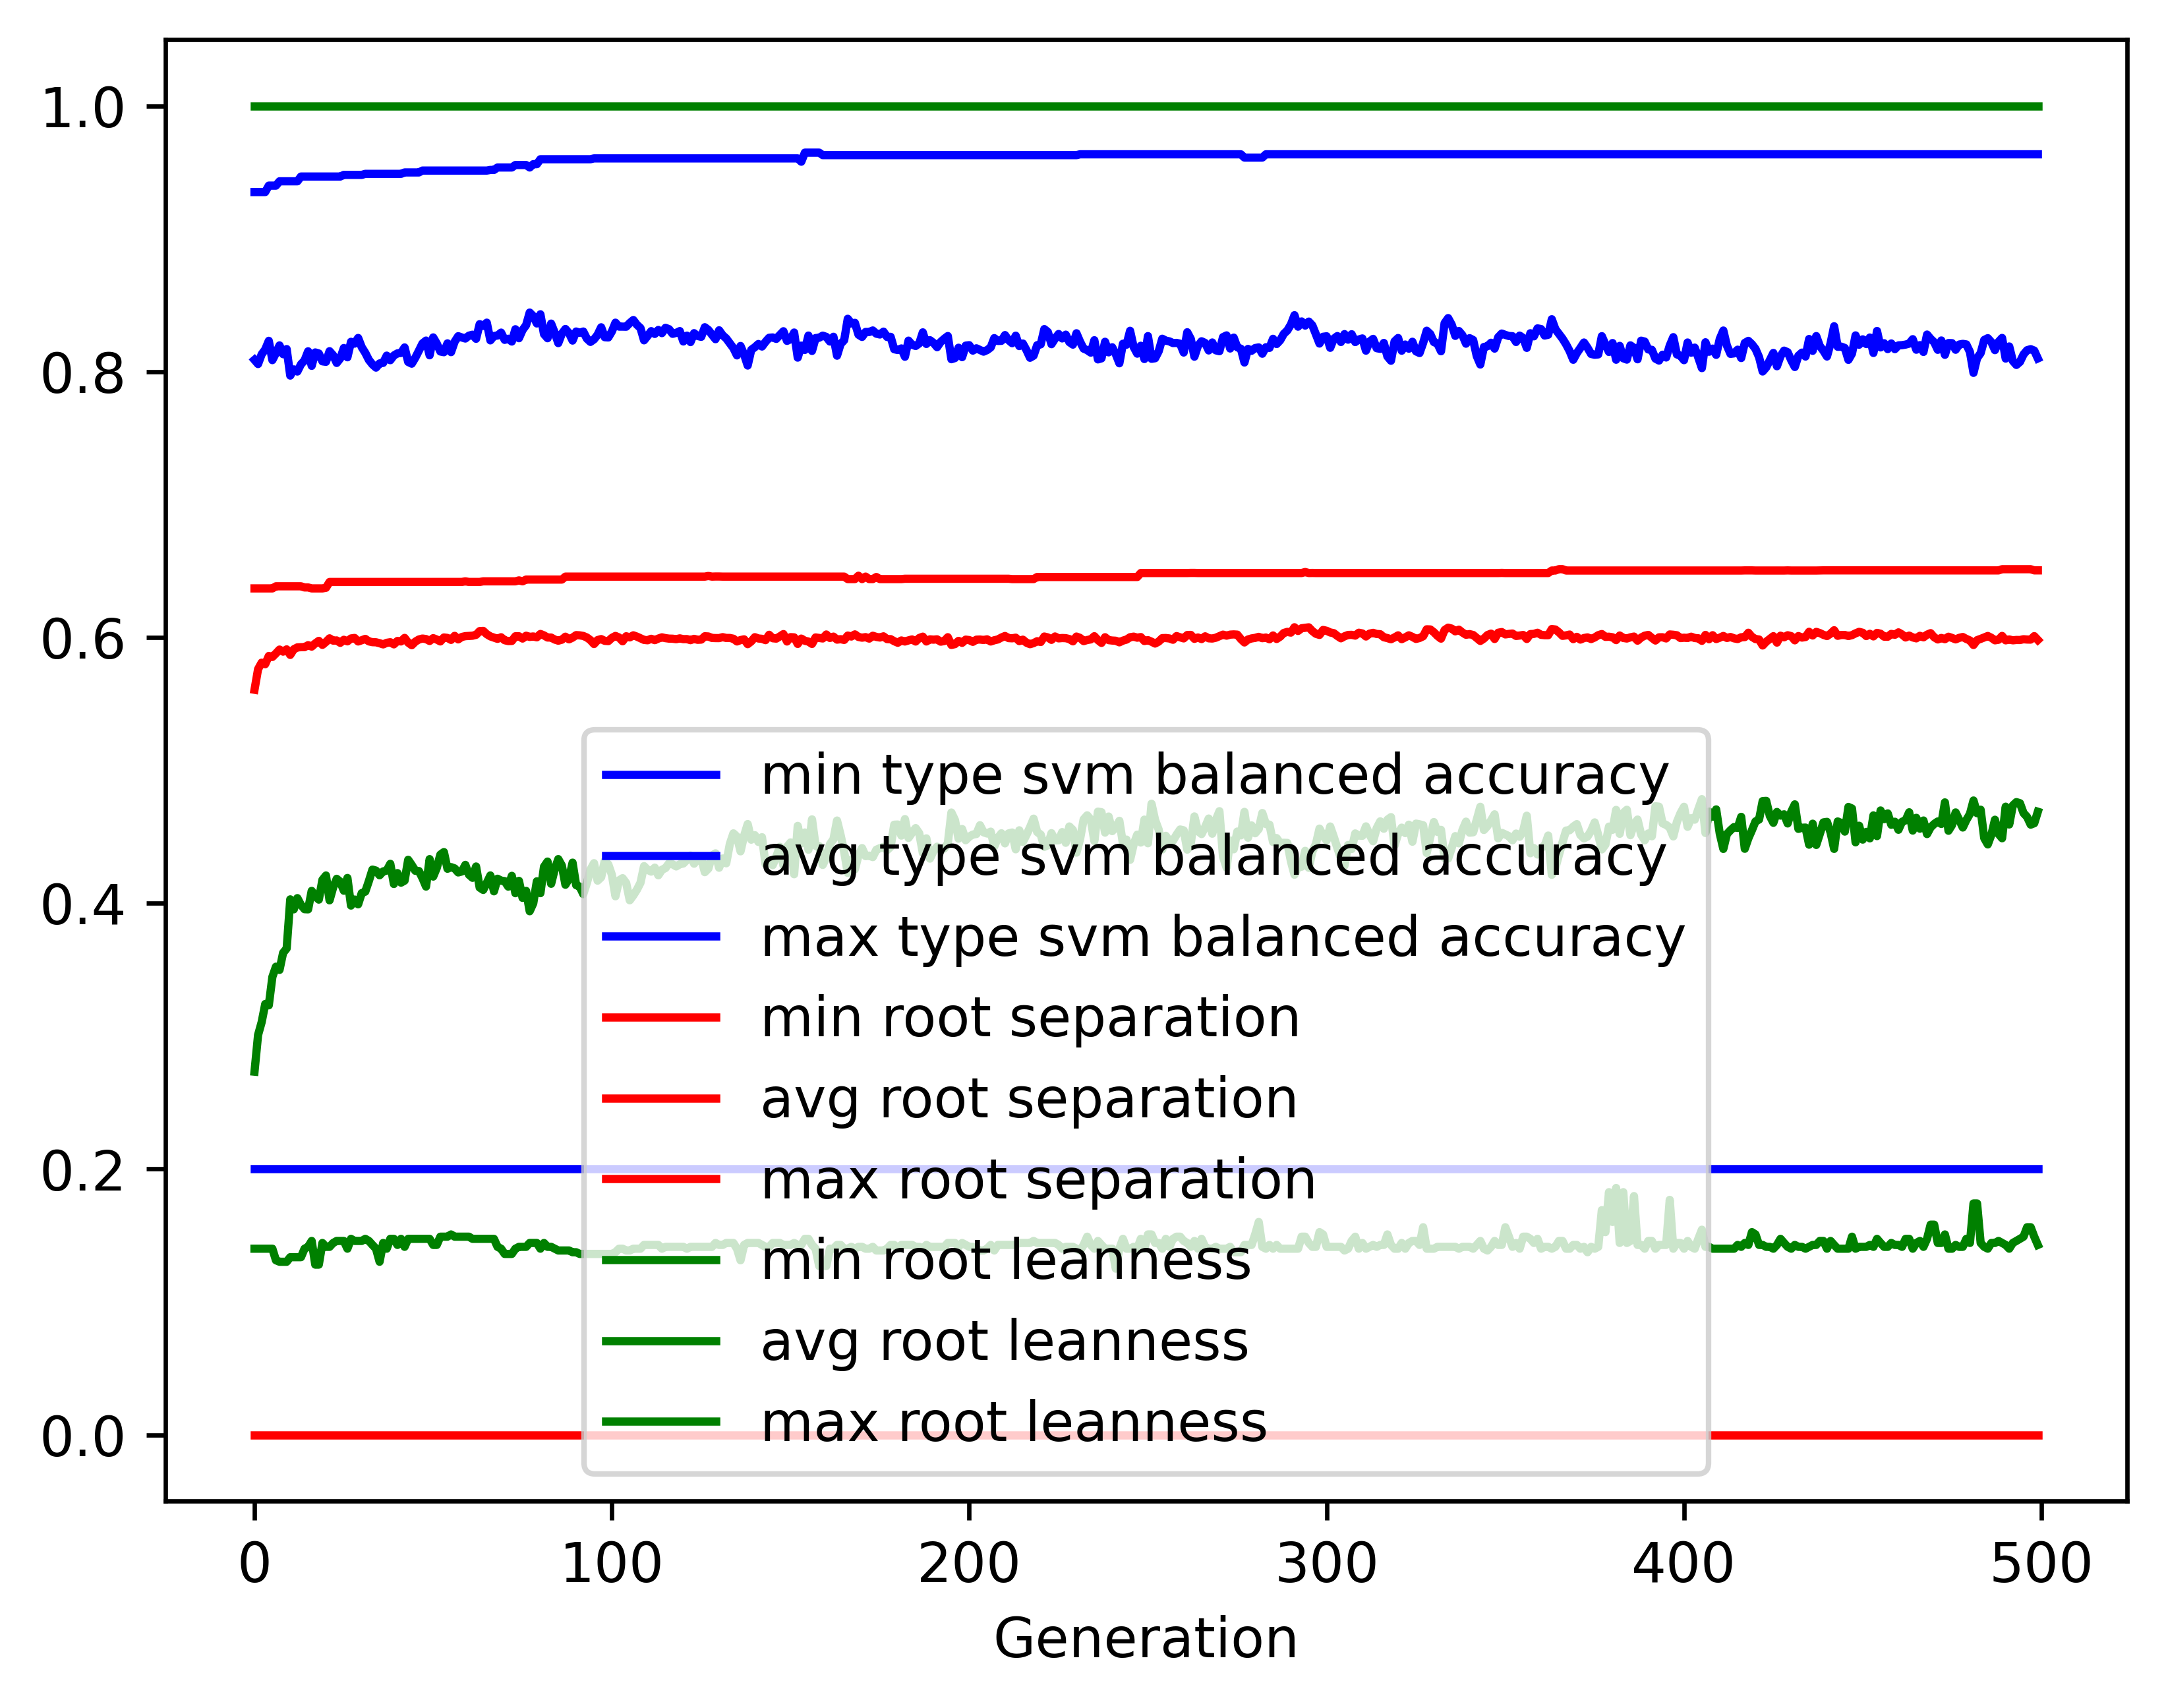 1.0
0.8
0.6
0.4
0.2
0.0
min type svm balanced accuracy
avg type svm balanced accuracy
max type svm balanced accuracy
min root separation
avg root separation
max root separation
min root leanness
avg root leanness
max root leanness
0 100 200 300 400 500
Generation